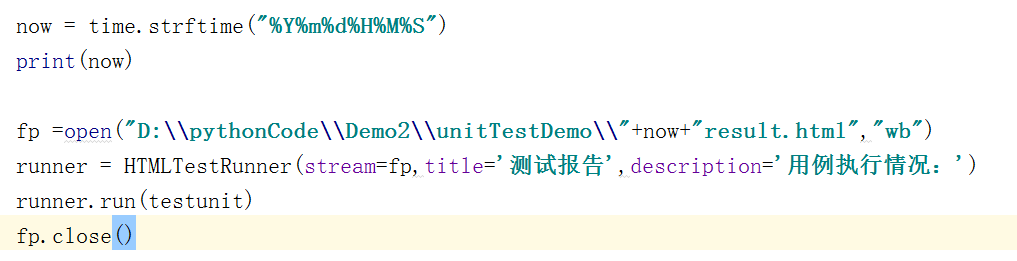 now = time.strftime("%Y%m%d%H%M%S")
print(now)
fp =open("D:\\pythonCode\\Demo2\\unitTestDemo\\"+now+"result.html","wb")
runner = HTMLTestRunner(stream=fp,title='测试报告',description='用例执行情况：')
runner.run(testunit)
fp.close()